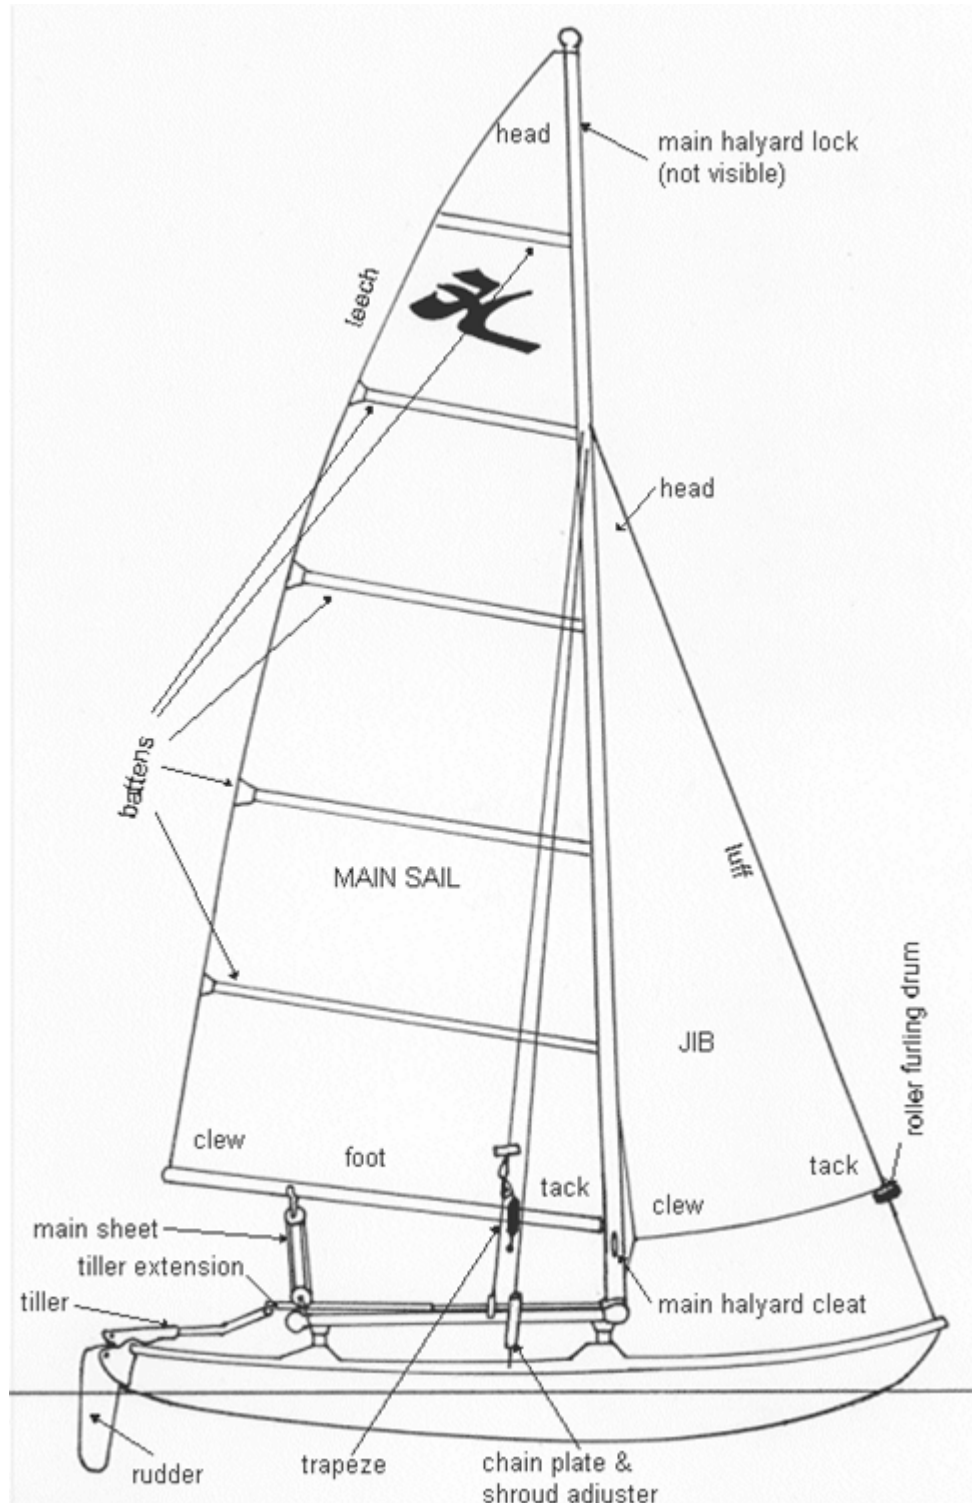 head
main halyard lock
(not visible)
leech
head
battens
luff
MAIN SAIL
JIB
roller furling drum
clew
foot
tack
tack
clew
main sheet
tiller extension
tiller
main halyard cleat
rudder
trapeze
chain plate &
shroud adjuster